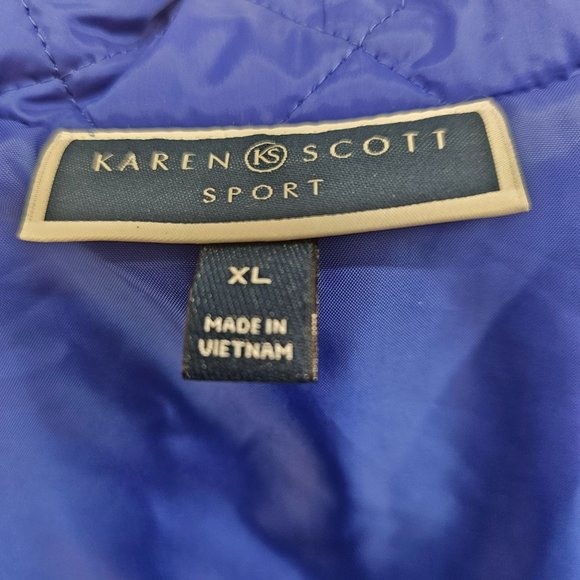 KAREN KS SCOTT
SPORT
XL
MADE IN
VIETNAM